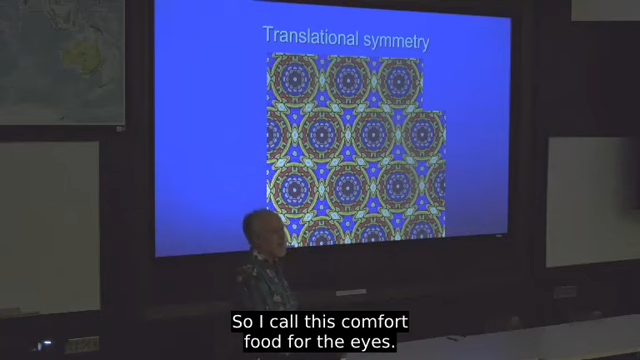 Translational symmetry
So I call this comfort
food for the eyes.